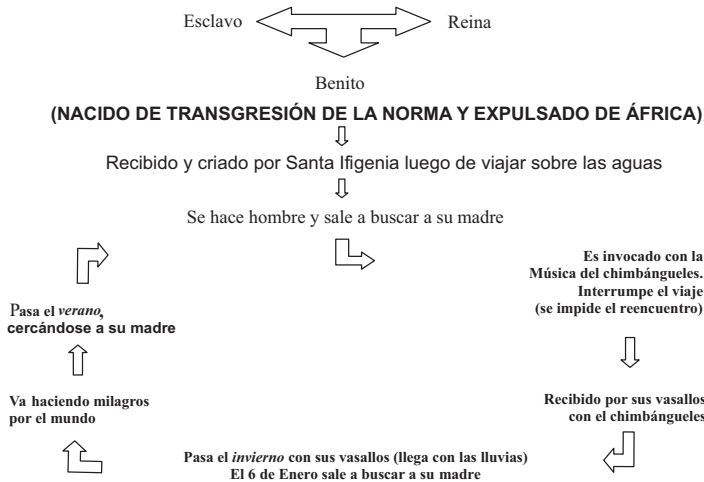 Esclavo
Reina
Benito
(NACIDO DE TRANSGRESIÓN DE LA NORMA Y EXPULSADO DE ÁFRICA)
Recibido y criado por Santa Ifigenia luego de viajar sobre las aguas
Se hace hombre y sale a buscar a su madre
Es invocado con la
Música del chimbángueles.
Interrumpe el viaje
(se impide el reencuentro)
Recibido por sus vasallos
con el chimbángueles
Pasa el invierno con sus vasallos (llega con las lluvias)
El 6 de Enero sale a buscar a su madre
Va haciendo milagros
por el mundo
Pasa el verano,
cercándose a su madre